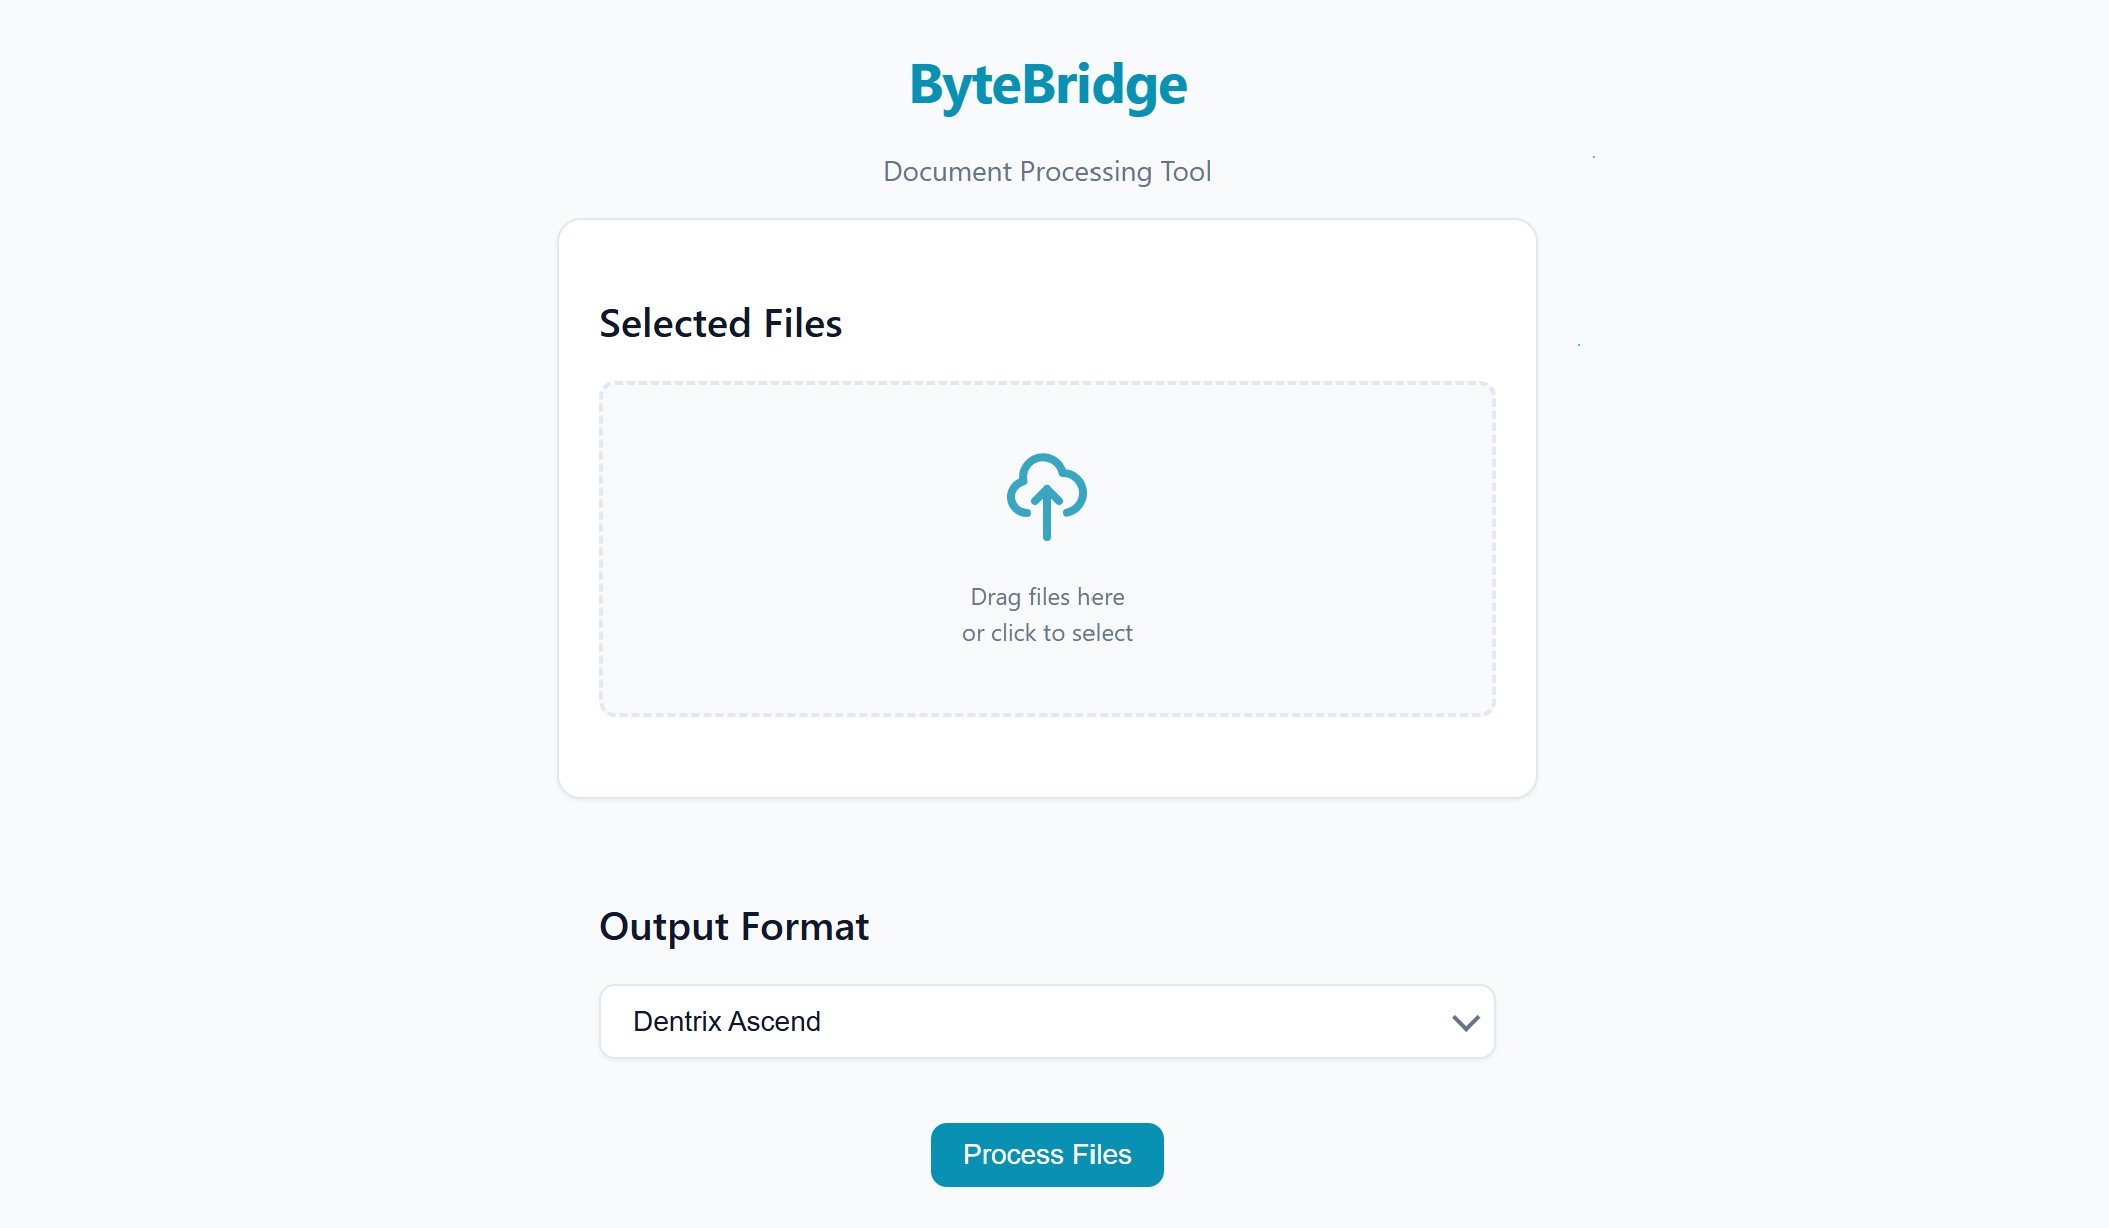 ByteBridge
Document Processing Tool
Selected Files
Drag files here
or click to select
Output Format
Dentrix Ascend
Process Files